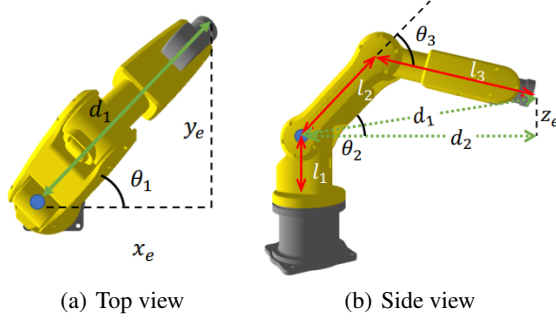 d₁
yₑ
θ₁
xₑ
(a) Top view
θ₃
l₃
l₂
d₁
zₑ
θ₂
d₂
l₁
(b) Side view